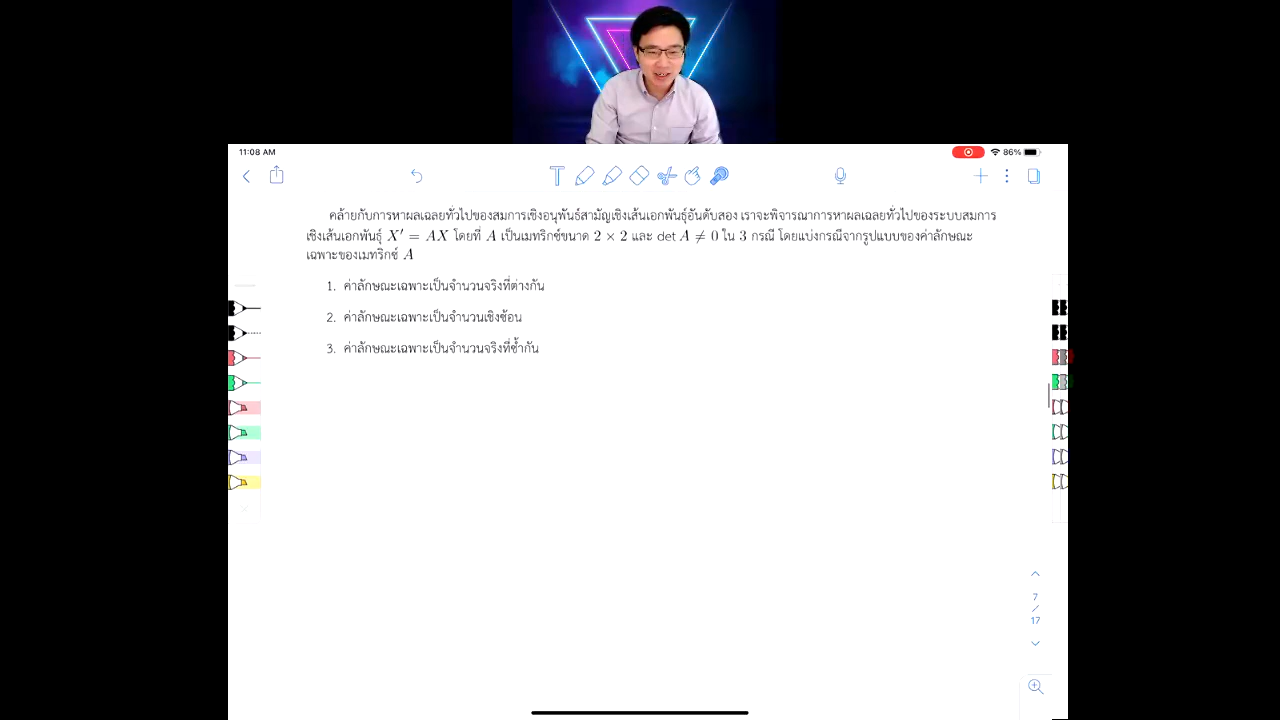 11:08 AM
86%
T
คล้ายกับการหาผลเฉลยทั่วไปของสมการเชิงอนุพันธ์สามัญเชิงเส้นเอกพันธุ์อันดับสอง เราจะพิจารณาการหาผลเฉลยทั่วไปของระบบสมการ
เชิงเส้นเอกพันธุ์ X′ = AX โดยที่ A เป็นเมทริกซ์ขนาด 2 × 2 และ det A ≠ 0 ใน 3 กรณี โดยแบ่งกรณีจากรูปแบบของค่าลักษณะ
เฉพาะของเมทริกซ์ A
1. ค่าลักษณะเฉพาะเป็นจำนวนจริงที่ต่างกัน
2. ค่าลักษณะเฉพาะเป็นจำนวนเชิงซ้อน
3. ค่าลักษณะเฉพาะเป็นจำนวนจริงที่ซ้ำกัน
7
/
17